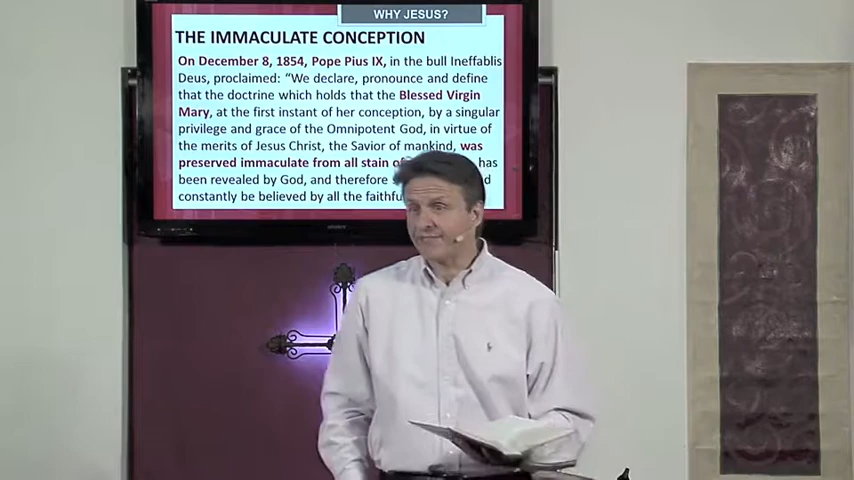 WHY JESUS?
THE IMMACULATE CONCEPTION
On December 8, 1854, Pope Pius IX, in the bull Ineffablis
Deus, proclaimed: “We declare, pronounce and define
that the doctrine which holds that the Blessed Virgin
Mary, at the first instant of her conception, by a singular
privilege and grace of the Omnipotent God, in virtue of
the merits of Jesus Christ, the Savior of mankind, was
preserved immaculate from all stain has
been revealed by God, and therefore
constantly be believed by all the faithful